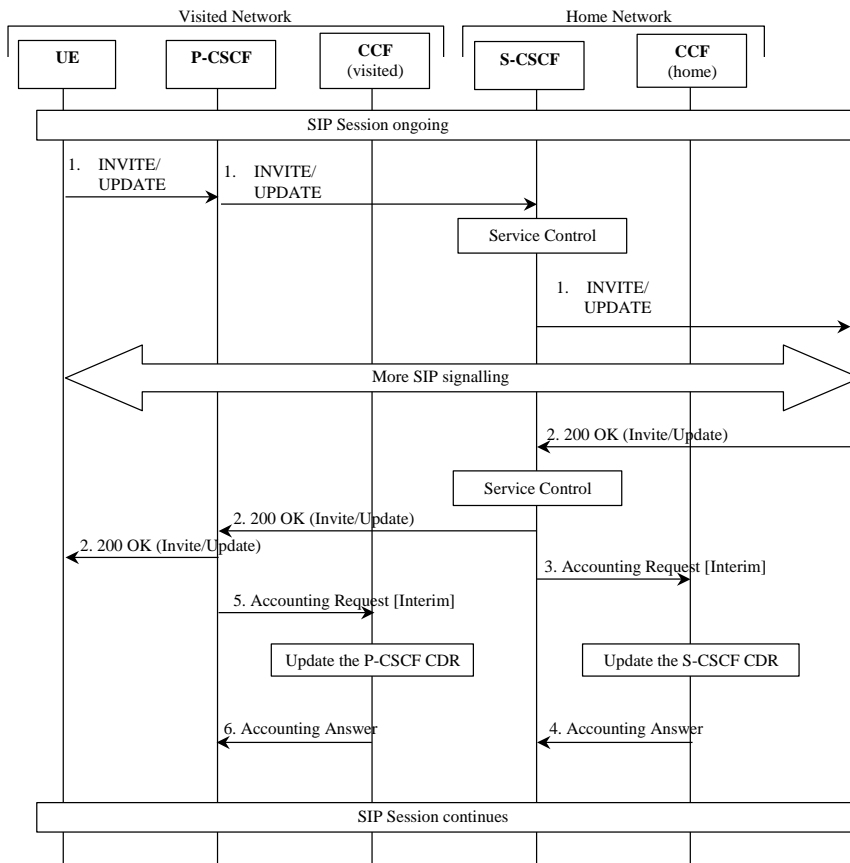 Visited Network
Home Network
UE
P-CSCF
CCF
(visited)
S-CSCF
CCF
(home)
SIP Session ongoing
1. INVITE/
UPDATE
1. INVITE/
UPDATE
Service Control
1. INVITE/
UPDATE
More SIP signalling
2. 200 OK (Invite/Update)
Service Control
2. 200 OK (Invite/Update)
2. 200 OK (Invite/Update)
3. Accounting Request [Interim]
5. Accounting Request [Interim]
Update the P-CSCF CDR
Update the S-CSCF CDR
6. Accounting Answer
4. Accounting Answer
SIP Session continues